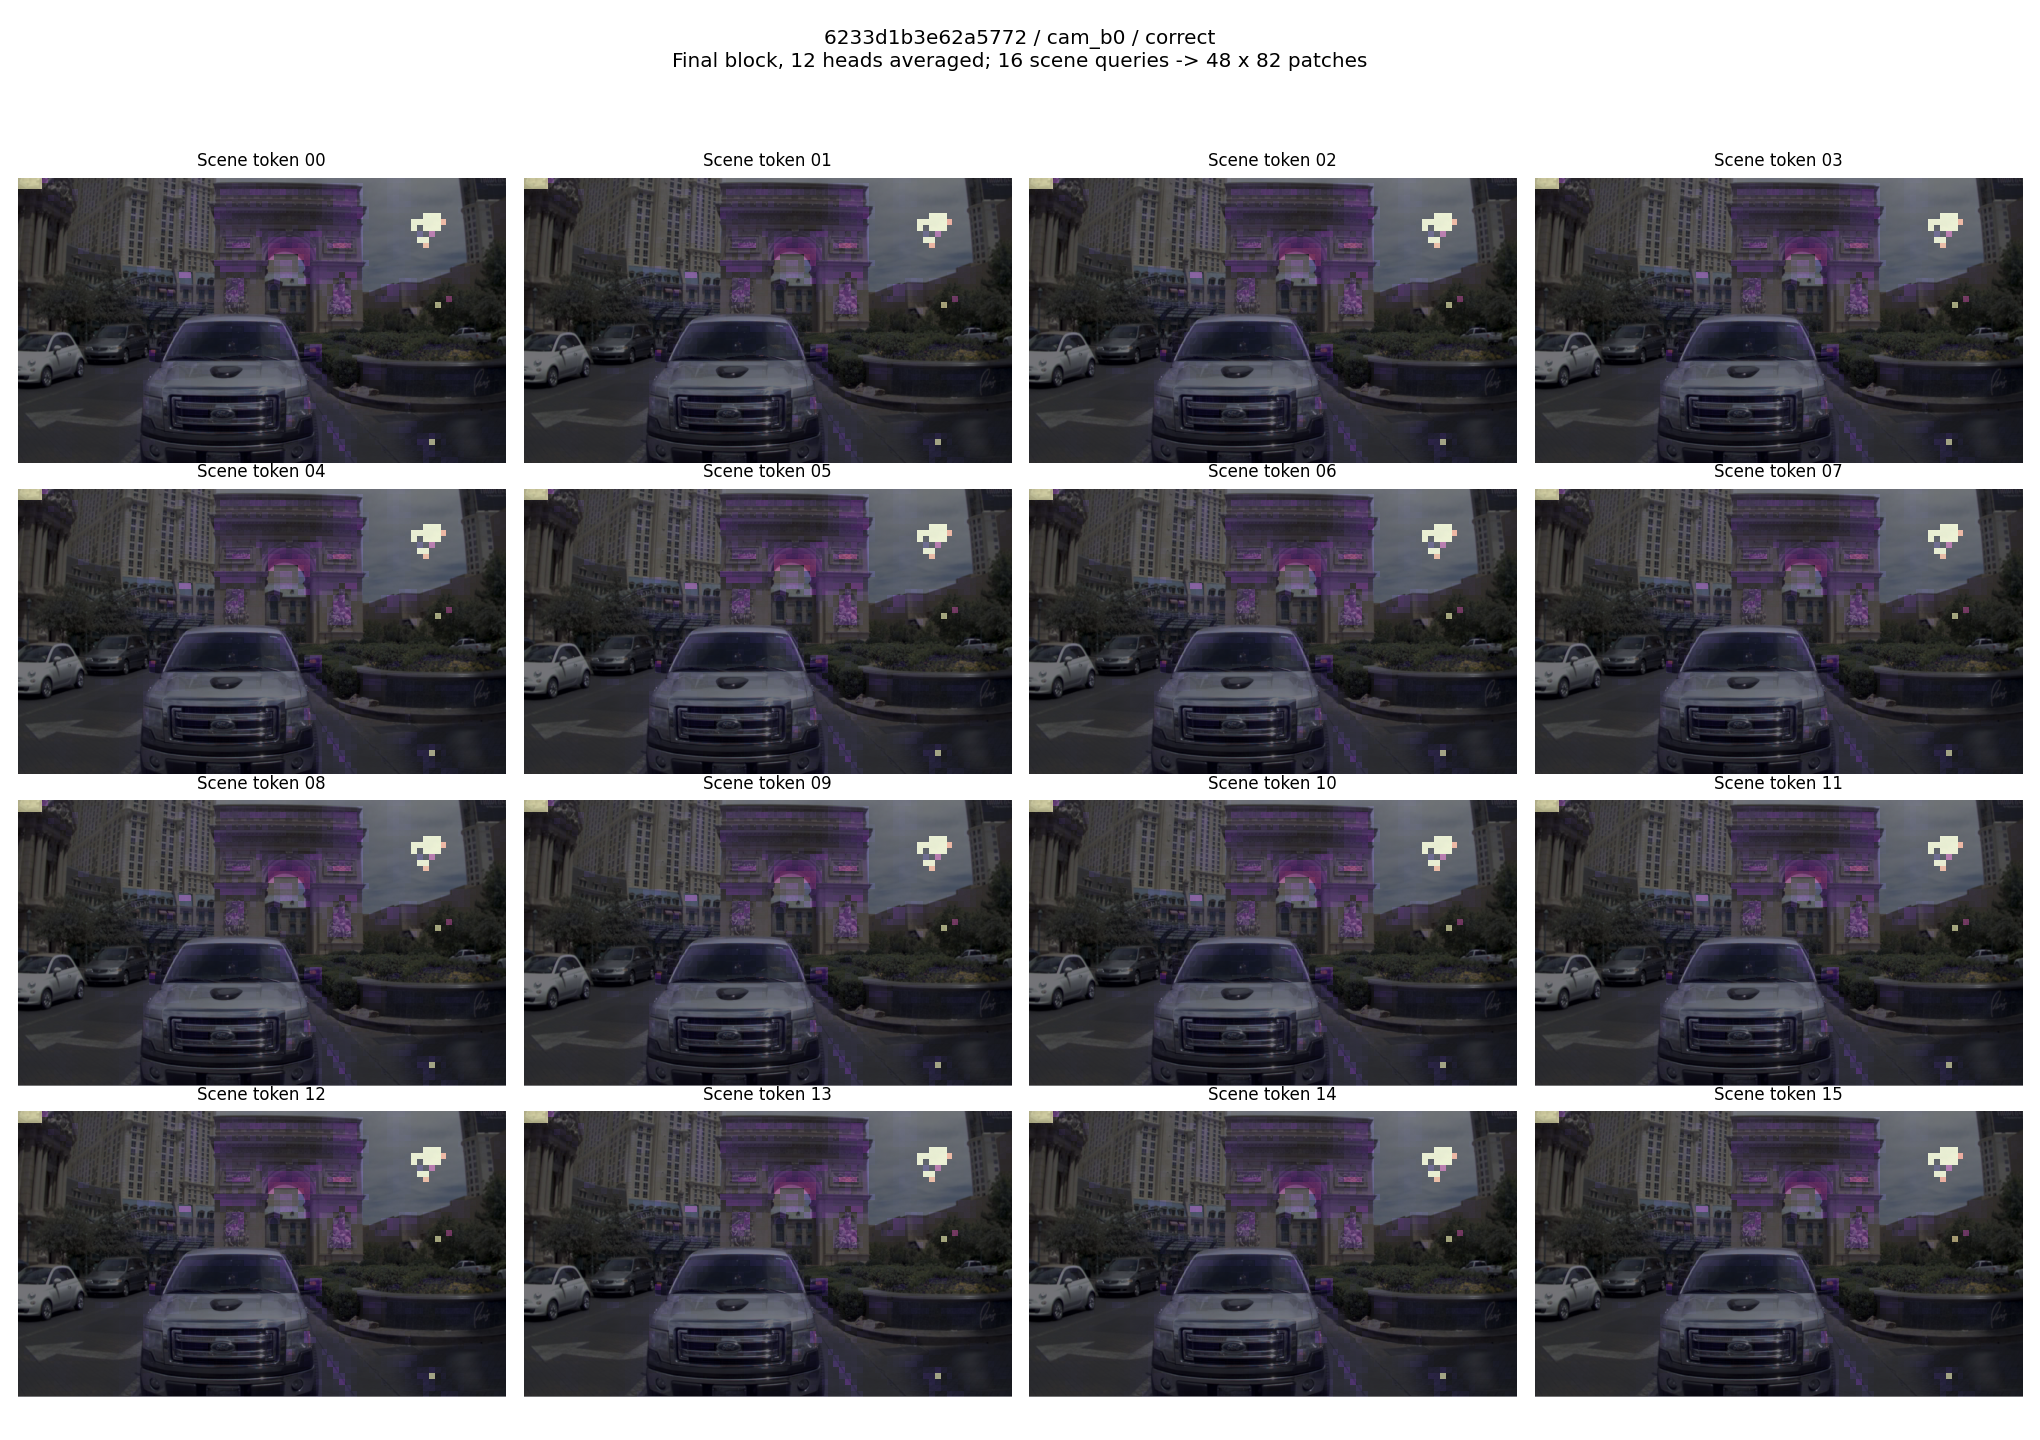 6233d1b3e62a5772 / cam_b0 / correct
Final block, 12 heads averaged; 16 scene queries -> 48 x 82 patches
Scene token 00
Scene token 01
Scene token 02
Scene token 03
Scene token 04
Scene token 05
Scene token 06
Scene token 07
Scene token 08
Scene token 09
Scene token 10
Scene token 11
Scene token 12
Scene token 13
Scene token 14
Scene token 15